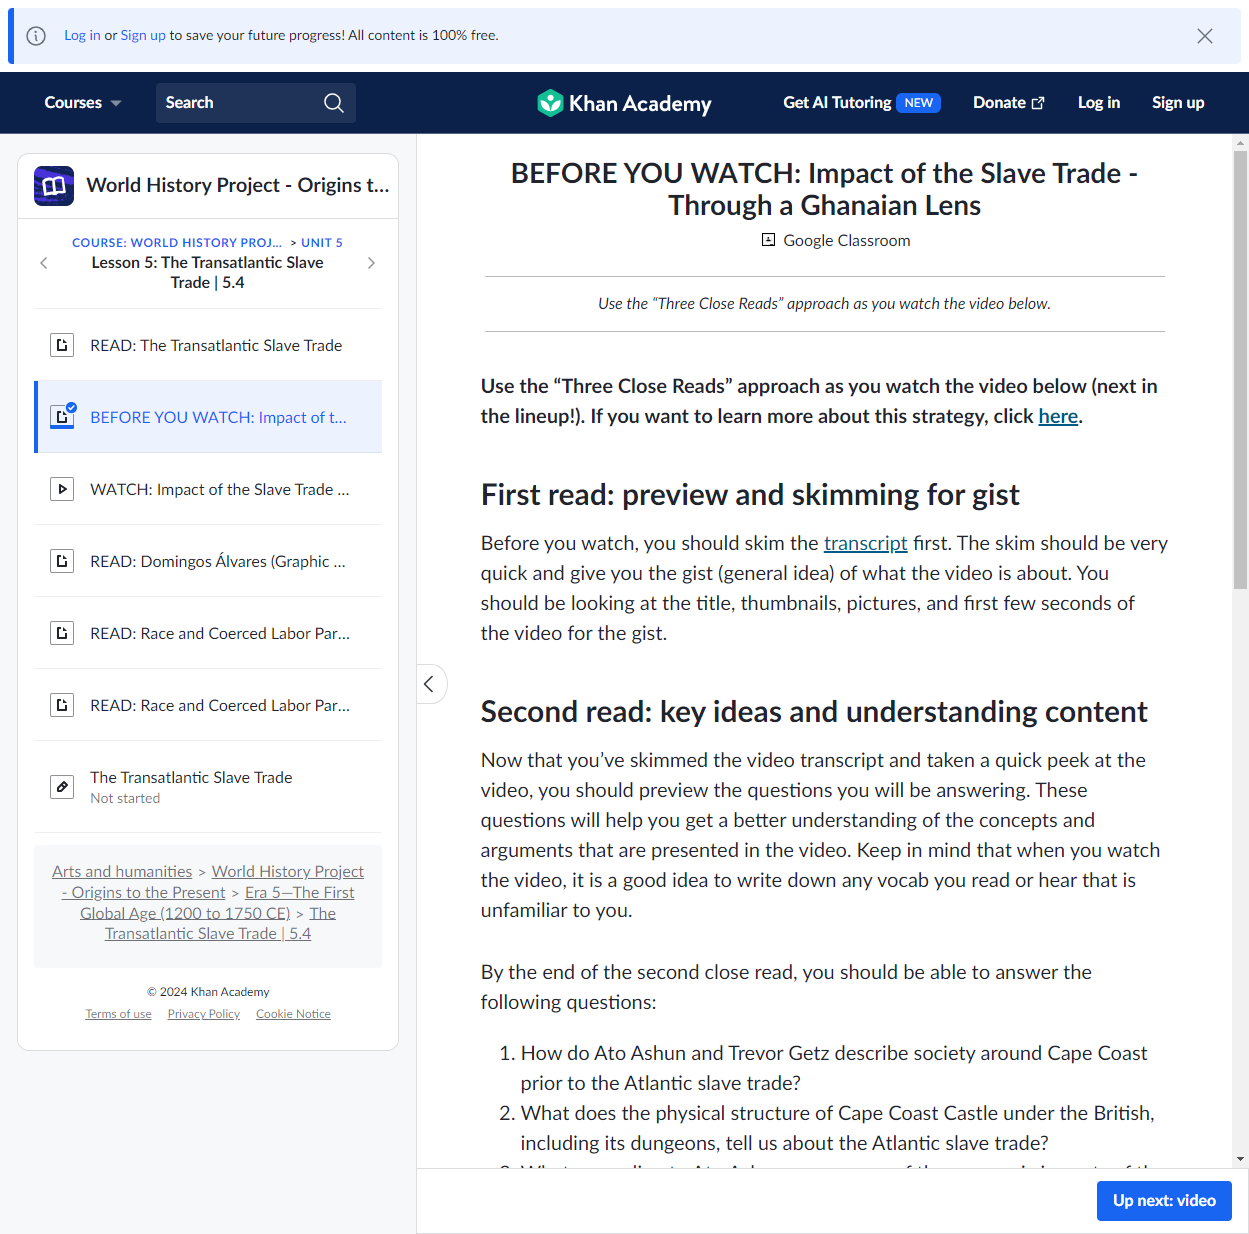 Log in or Sign up to save your future progress! All content is 100% free.
Courses
Search
Khan Academy
Get AI Tutoring NEW
Donate
Log in
Sign up
World History Project - Origins t...
COURSE: WORLD HISTORY PROJ... > UNIT 5
Lesson 5: The Transatlantic Slave
Trade | 5.4
READ: The Transatlantic Slave Trade
BEFORE YOU WATCH: Impact of t...
WATCH: Impact of the Slave Trade ...
READ: Domingos Álvares (Graphic ...
READ: Race and Coerced Labor Par...
READ: Race and Coerced Labor Par...
The Transatlantic Slave Trade
Not started
Arts and humanities > World History Project
- Origins to the Present > Era 5—The First
Global Age (1200 to 1750 CE) > The
Transatlantic Slave Trade | 5.4
© 2024 Khan Academy
Terms of use Privacy Policy Cookie Notice
BEFORE YOU WATCH: Impact of the Slave Trade -
Through a Ghanaian Lens
Google Classroom
Use the “Three Close Reads” approach as you watch the video below.
Use the “Three Close Reads” approach as you watch the video below (next in
the lineup!). If you want to learn more about this strategy, click here.
First read: preview and skimming for gist
Before you watch, you should skim the transcript first. The skim should be very
quick and give you the gist (general idea) of what the video is about. You
should be looking at the title, thumbnails, pictures, and first few seconds of
the video for the gist.
Second read: key ideas and understanding content
Now that you’ve skimmed the video transcript and taken a quick peek at the
video, you should preview the questions you will be answering. These
questions will help you get a better understanding of the concepts and
arguments that are presented in the video. Keep in mind that when you watch
the video, it is a good idea to write down any vocab you read or hear that is
unfamiliar to you.
By the end of the second close read, you should be able to answer the
following questions:
1. How do Ato Ashun and Trevor Getz describe society around Cape Coast
prior to the Atlantic slave trade?
2. What does the physical structure of Cape Coast Castle under the British,
including its dungeons, tell us about the Atlantic slave trade?
Up next: video